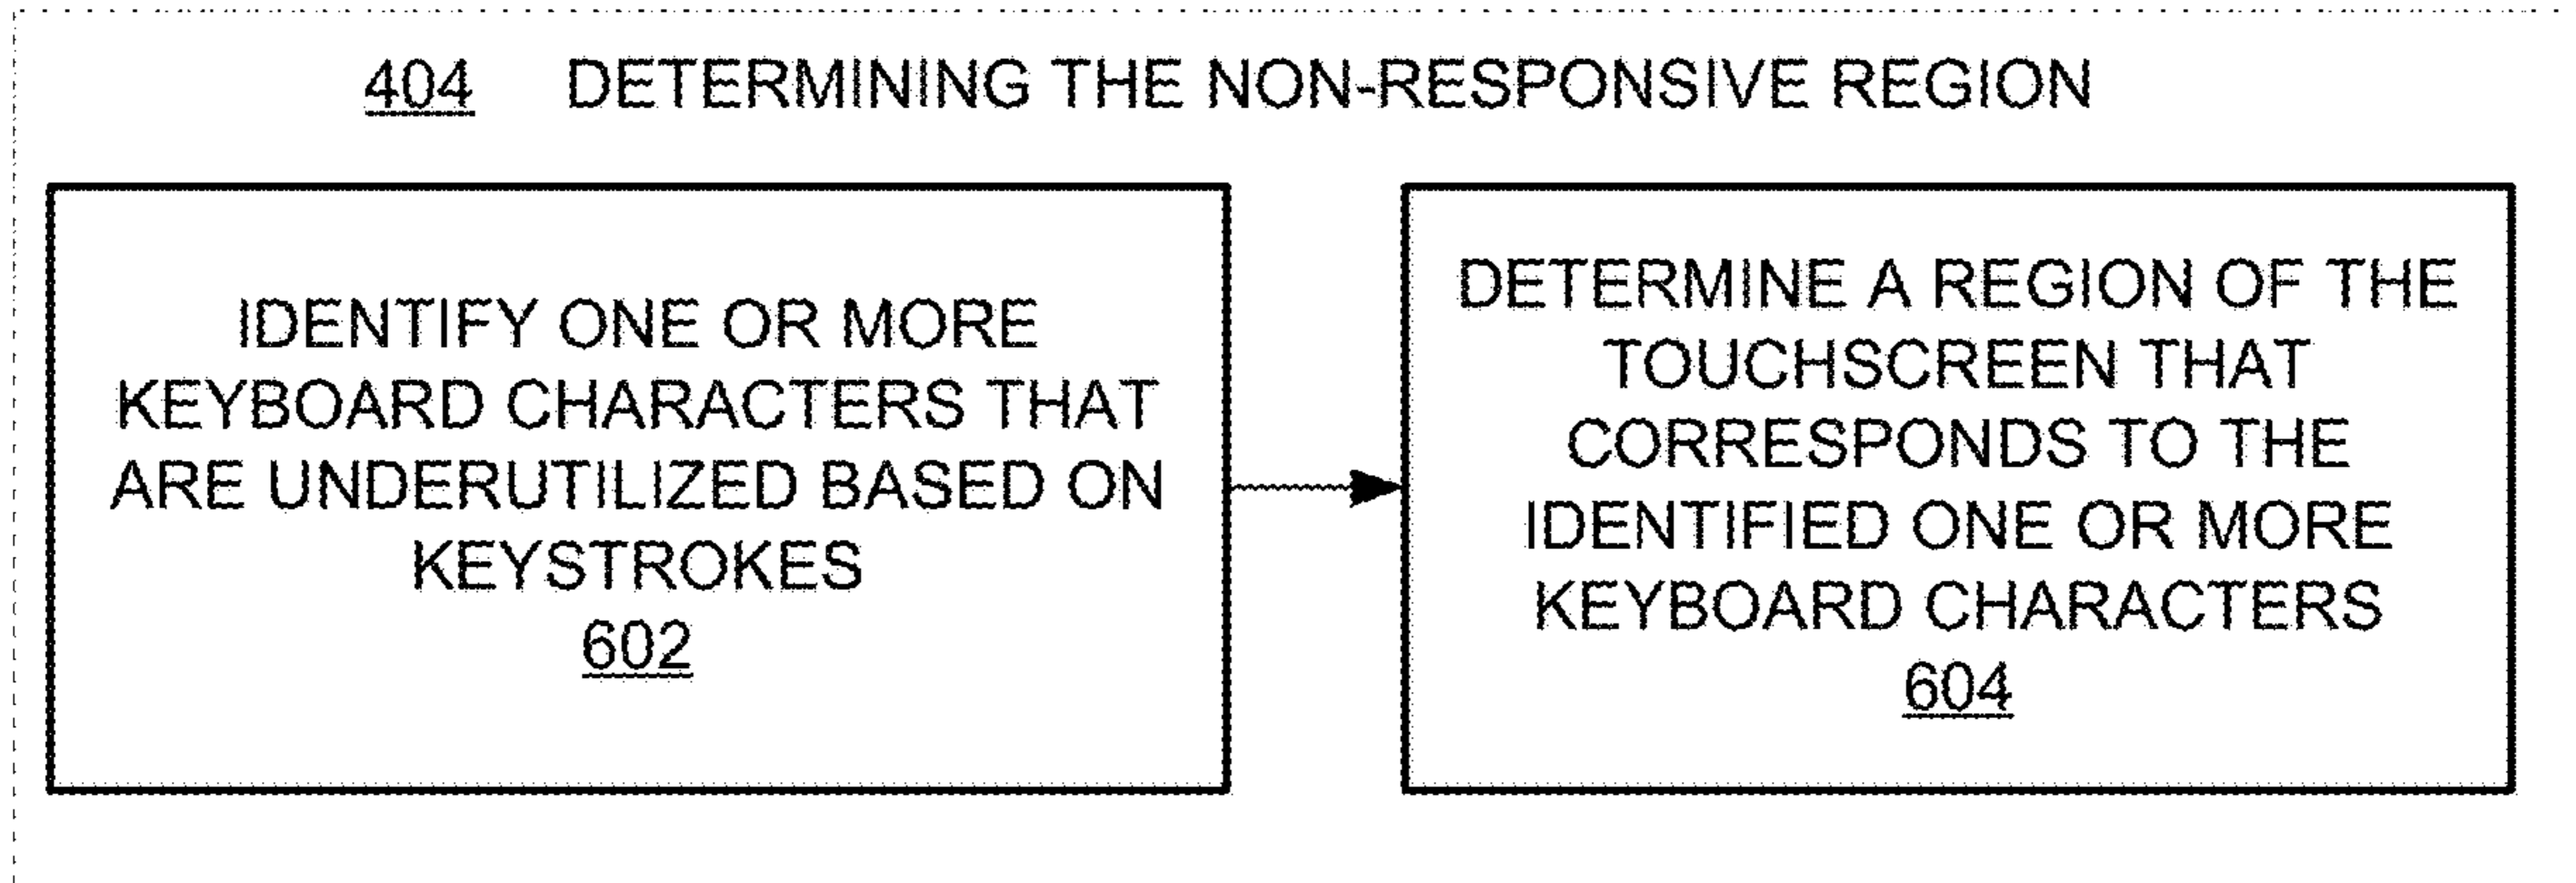 404 DETERMINING THE NON-RESPONSIVE REGION
IDENTIFY ONE OR MORE
KEYBOARD CHARACTERS THAT
ARE UNDERUTILIZED BASED ON
KEYSTROKES
602
DETERMINE A REGION OF THE
TOUCHSCREEN THAT
CORRESPONDS TO THE
IDENTIFIED ONE OR MORE
KEYBOARD CHARACTERS
604